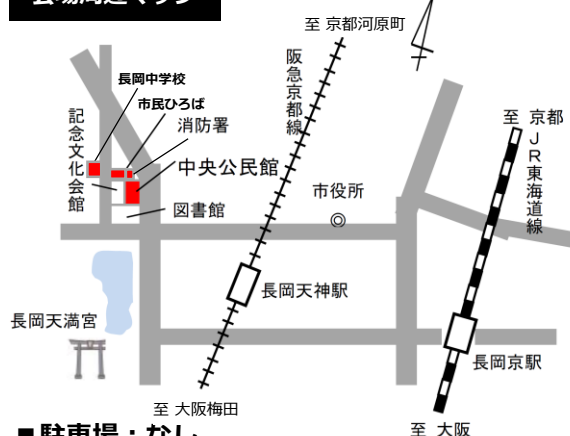 会場周辺マップ
至 京都河原町
阪急京都線
長岡中学校
市民ひろば
消防署
記念文化会館
中央公民館
図書館
市役所
至 京都
JR東海道線
長岡天神駅
長岡天満宮
長岡京駅
至 大阪梅田
至 大阪
■駐車場：なし